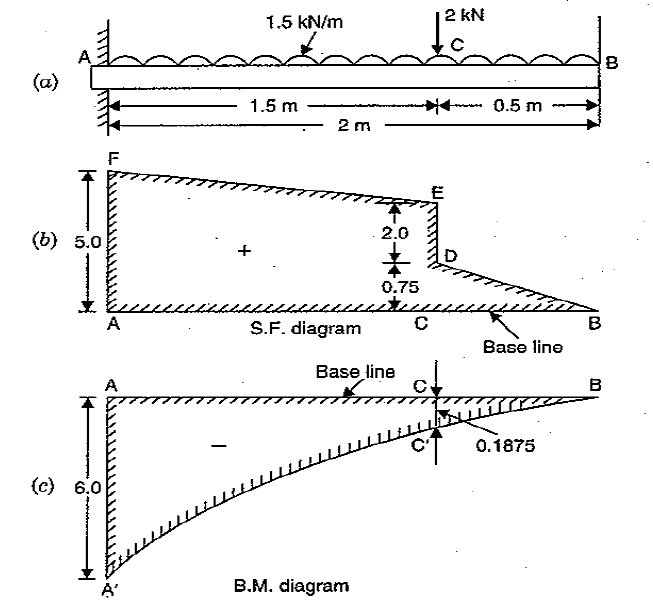 1.5 kN/m
2 kN
A
C
B
(a)
1.5 m
0.5 m
2 m
F
E
(b)
5.0
2.0
+
D
0.75
A
S.F. diagram
C
B
Base line
A
Base line
C
B
–
C'
0.1875
(c)
6.0
A'
B.M. diagram